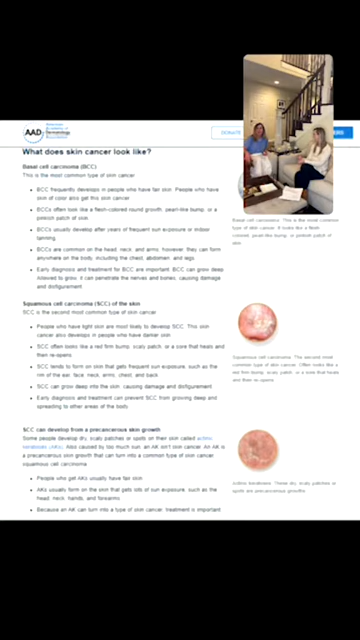 AAD
American
Academy of
Dermatology
Association
DONATE
What does skin cancer look like?
Basal cell carcinoma (BCC)
This is the most common type of skin cancer
BCC frequently develops in people who have fair skin. People who have
skin of color also get this skin cancer.
BCCs often look like a flesh-colored round growth, pearl-like bump, or a
pinkish patch of skin.
BCCs usually develop after years of frequent sun exposure or indoor
tanning.
BCCs are common on the head, neck, and arms; however, they can form
anywhere on the body, including the chest, abdomen, and legs.
Early diagnosis and treatment for BCC are important. BCC can grow deep.
Allowed to grow, it can penetrate the nerves and bones, causing damage
and disfigurement.
Basal cell carcinoma. This is the most common
type of skin cancer. It looks like a flesh-
colored, pearl-like bump, or pinkish patch of
skin.
Squamous cell carcinoma (SCC) of the skin
SCC is the second most common type of skin cancer.
People who have light skin are most likely to develop SCC. This skin
cancer also develops in people who have darker skin.
SCC often looks like a red firm bump, scaly patch, or a sore that heals and
then re-opens.
SCC tends to form on skin that gets frequent sun exposure, such as the
rim of the ear, face, neck, arms, chest, and back.
SCC can grow deep into the skin, causing damage and disfigurement.
Early diagnosis and treatment can prevent SCC from growing deep and
spreading to other areas of the body.
Squamous cell carcinoma. The second most
common type of skin cancer. Often looks like a
red firm bump, scaly patch, or a sore that heals
and then re-opens.
SCC can develop from a precancerous skin growth
Some people develop dry, scaly patches or spots on their skin called actinic
keratoses (AKs). Also caused by too much sun, an AK isn't skin cancer. An AK is
a precancerous skin growth that can turn into a common type of skin cancer
squamous cell carcinoma.
People who get AKs usually have fair skin.
AKs usually form on the skin that gets lots of sun exposure, such as the
head, neck, hands, and forearms.
Because an AK can turn into a type of skin cancer, treatment is important.
Actinic keratoses. These dry, scaly patches or
spots are precancerous growths.